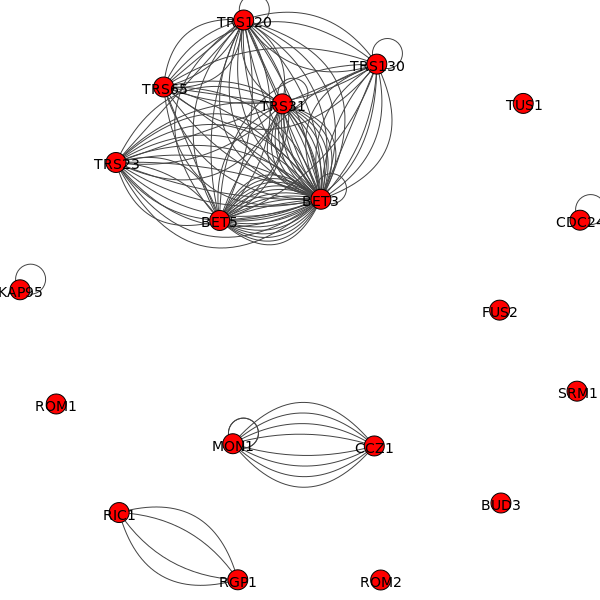 TRS120
TRS130
TRS65
TRS31
TUS1
TRS23
BET3
BET5
CDC24
KAP95
FUS2
SRM1
ROM1
MON1
CCZ1
BUD3
RIC1
RGP1
ROM2